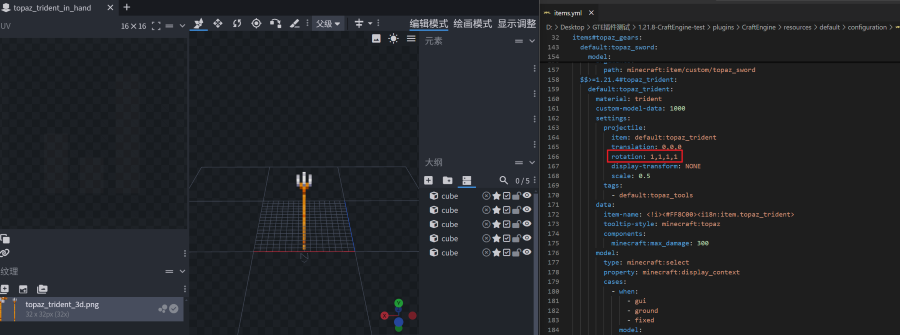 topaz_trident_in_hand
UV
16×16
父级
编辑模式 绘画模式 显示调整
元素
大纲
0/5
cube
cube
cube
cube
cube
纹理
topaz_trident_3d.png
32 x 32px (32x)
items.yml
D: > Desktop > GTE插件测试 > 1.21.8-CraftEngine-test > plugins > CraftEngine > resources > default > configuration >
32 items#topaz_gears:
143 default:topaz_sword:
154 model:
157 path: minecraft:item/custom/topaz_sword
158 $$>=1.21.4#topaz_trident:
159 default:topaz_trident:
160 material: trident
161 custom-model-data: 1000
162 settings:
163 projectile:
164 item: default:topaz_trident
165 translation: 0,0,0
166 rotation: 1,1,1,1
167 display-transform: NONE
168 scale: 0.5
169 tags:
170 - default:topaz_tools
171 data:
172 item-name: <!i><#FF8C00><i18n:item.topaz_trident>
173 tooltip-style: minecraft:topaz
174 components:
175 minecraft:max_damage: 300
176 model:
177 type: minecraft:select
178 property: minecraft:display_context
179 cases:
180 - when:
181 - gui
182 - ground
183 - fixed
184 model: